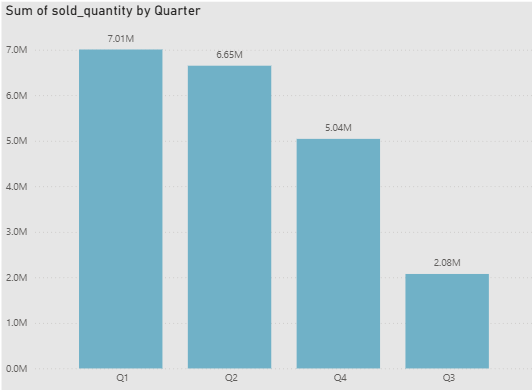 Sum of sold_quantity by Quarter
7.0M
6.0M
5.0M
4.0M
3.0M
2.0M
1.0M
0.0M
7.01M
6.65M
5.04M
2.08M
Q1
Q2
Q4
Q3